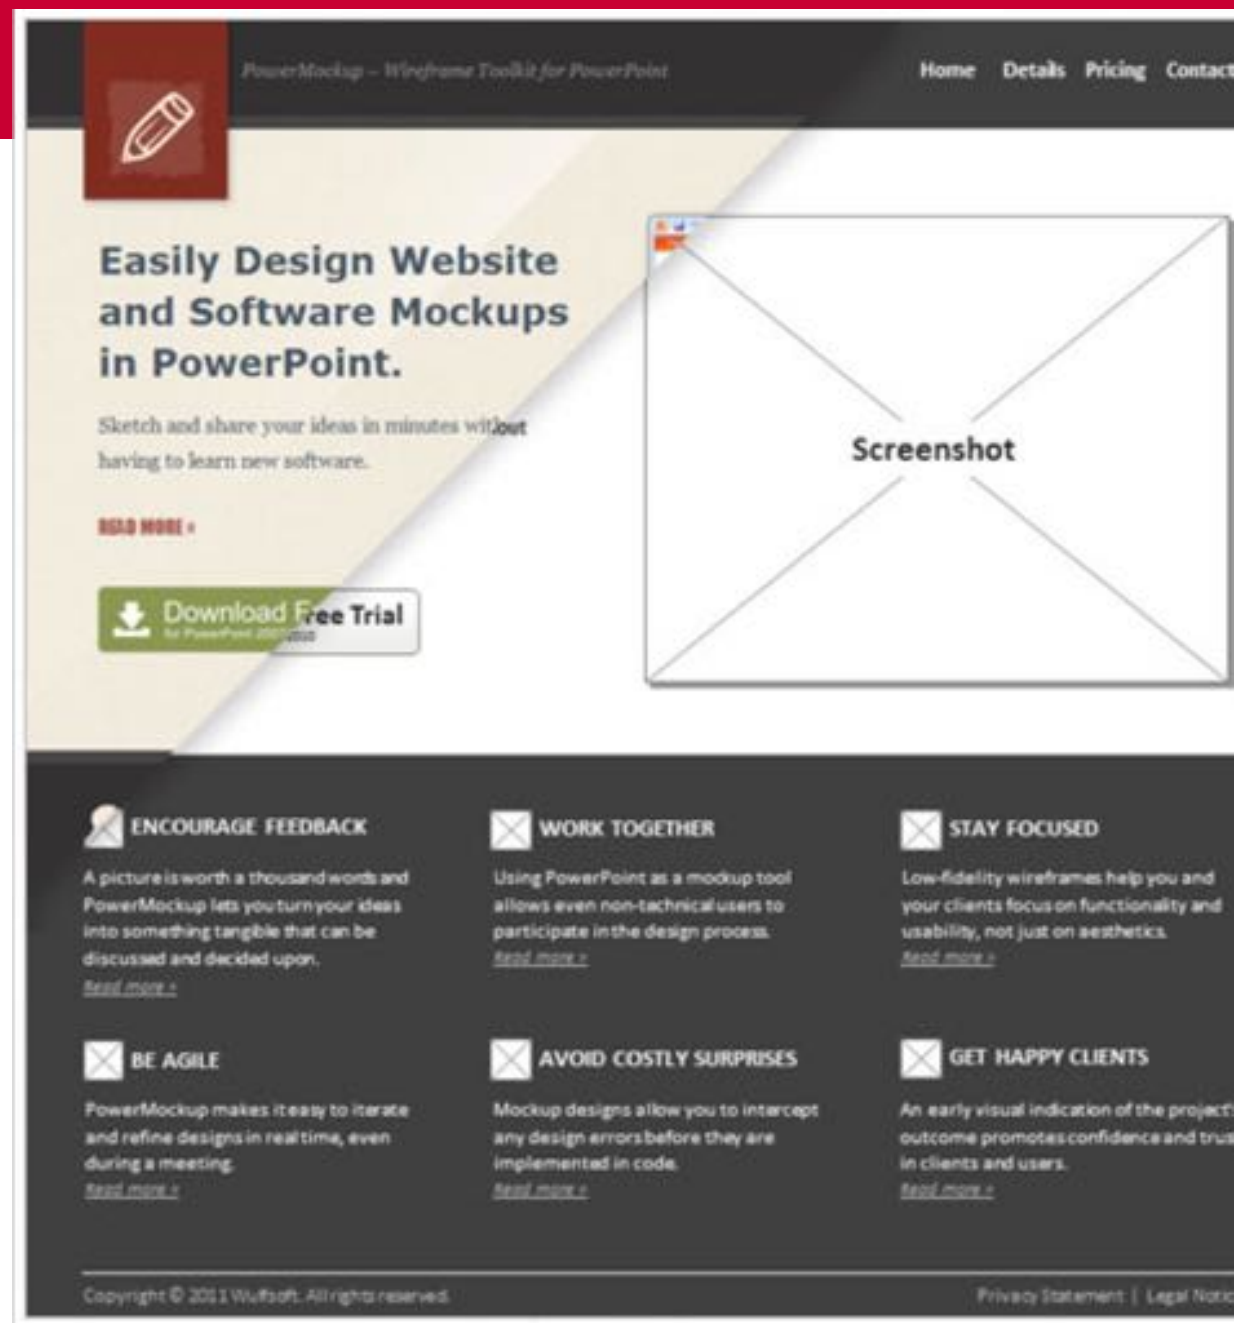 PowerMockup – Wireframe Toolkit for PowerPoint
Home Details Pricing Contact
Easily Design Website
and Software Mockups
in PowerPoint.
Sketch and share your ideas in minutes without
having to learn new software.
READ MORE »
Screenshot
Download Free Trial
for PowerPoint 2007/2010
ENCOURAGE FEEDBACK
A picture is worth a thousand words and
PowerMockup lets you turn your ideas
into something tangible that can be
discussed and decided upon.
Read more »
WORK TOGETHER
Using PowerPoint as a mockup tool
allows even non-technical users to
participate in the design process.
Read more »
STAY FOCUSED
Low-fidelity wireframes help you and
your clients focus on functionality and
usability, not just on aesthetics.
Read more »
BE AGILE
PowerMockup makes it easy to iterate
and refine designs in real time, even
during a meeting.
Read more »
AVOID COSTLY SURPRISES
Mockup designs allow you to intercept
any design errors before they are
implemented in code.
Read more »
GET HAPPY CLIENTS
An early visual indication of the project's
outcome promotes confidence and trus
in clients and users.
Read more »
Copyright © 2011 Wulfsoft. All rights reserved.
Privacy Statement | Legal Notic